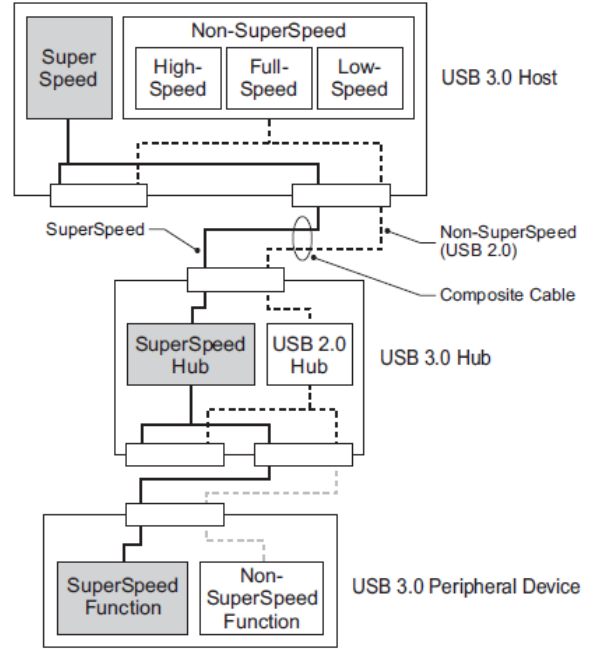 Super
Speed
Non-SuperSpeed
High-
Speed
Full-
Speed
Low-
Speed
USB 3.0 Host
SuperSpeed
Non-SuperSpeed
(USB 2.0)
Composite Cable
SuperSpeed
Hub
USB 2.0
Hub
USB 3.0 Hub
SuperSpeed
Function
Non-
SuperSpeed
Function
USB 3.0 Peripheral Device